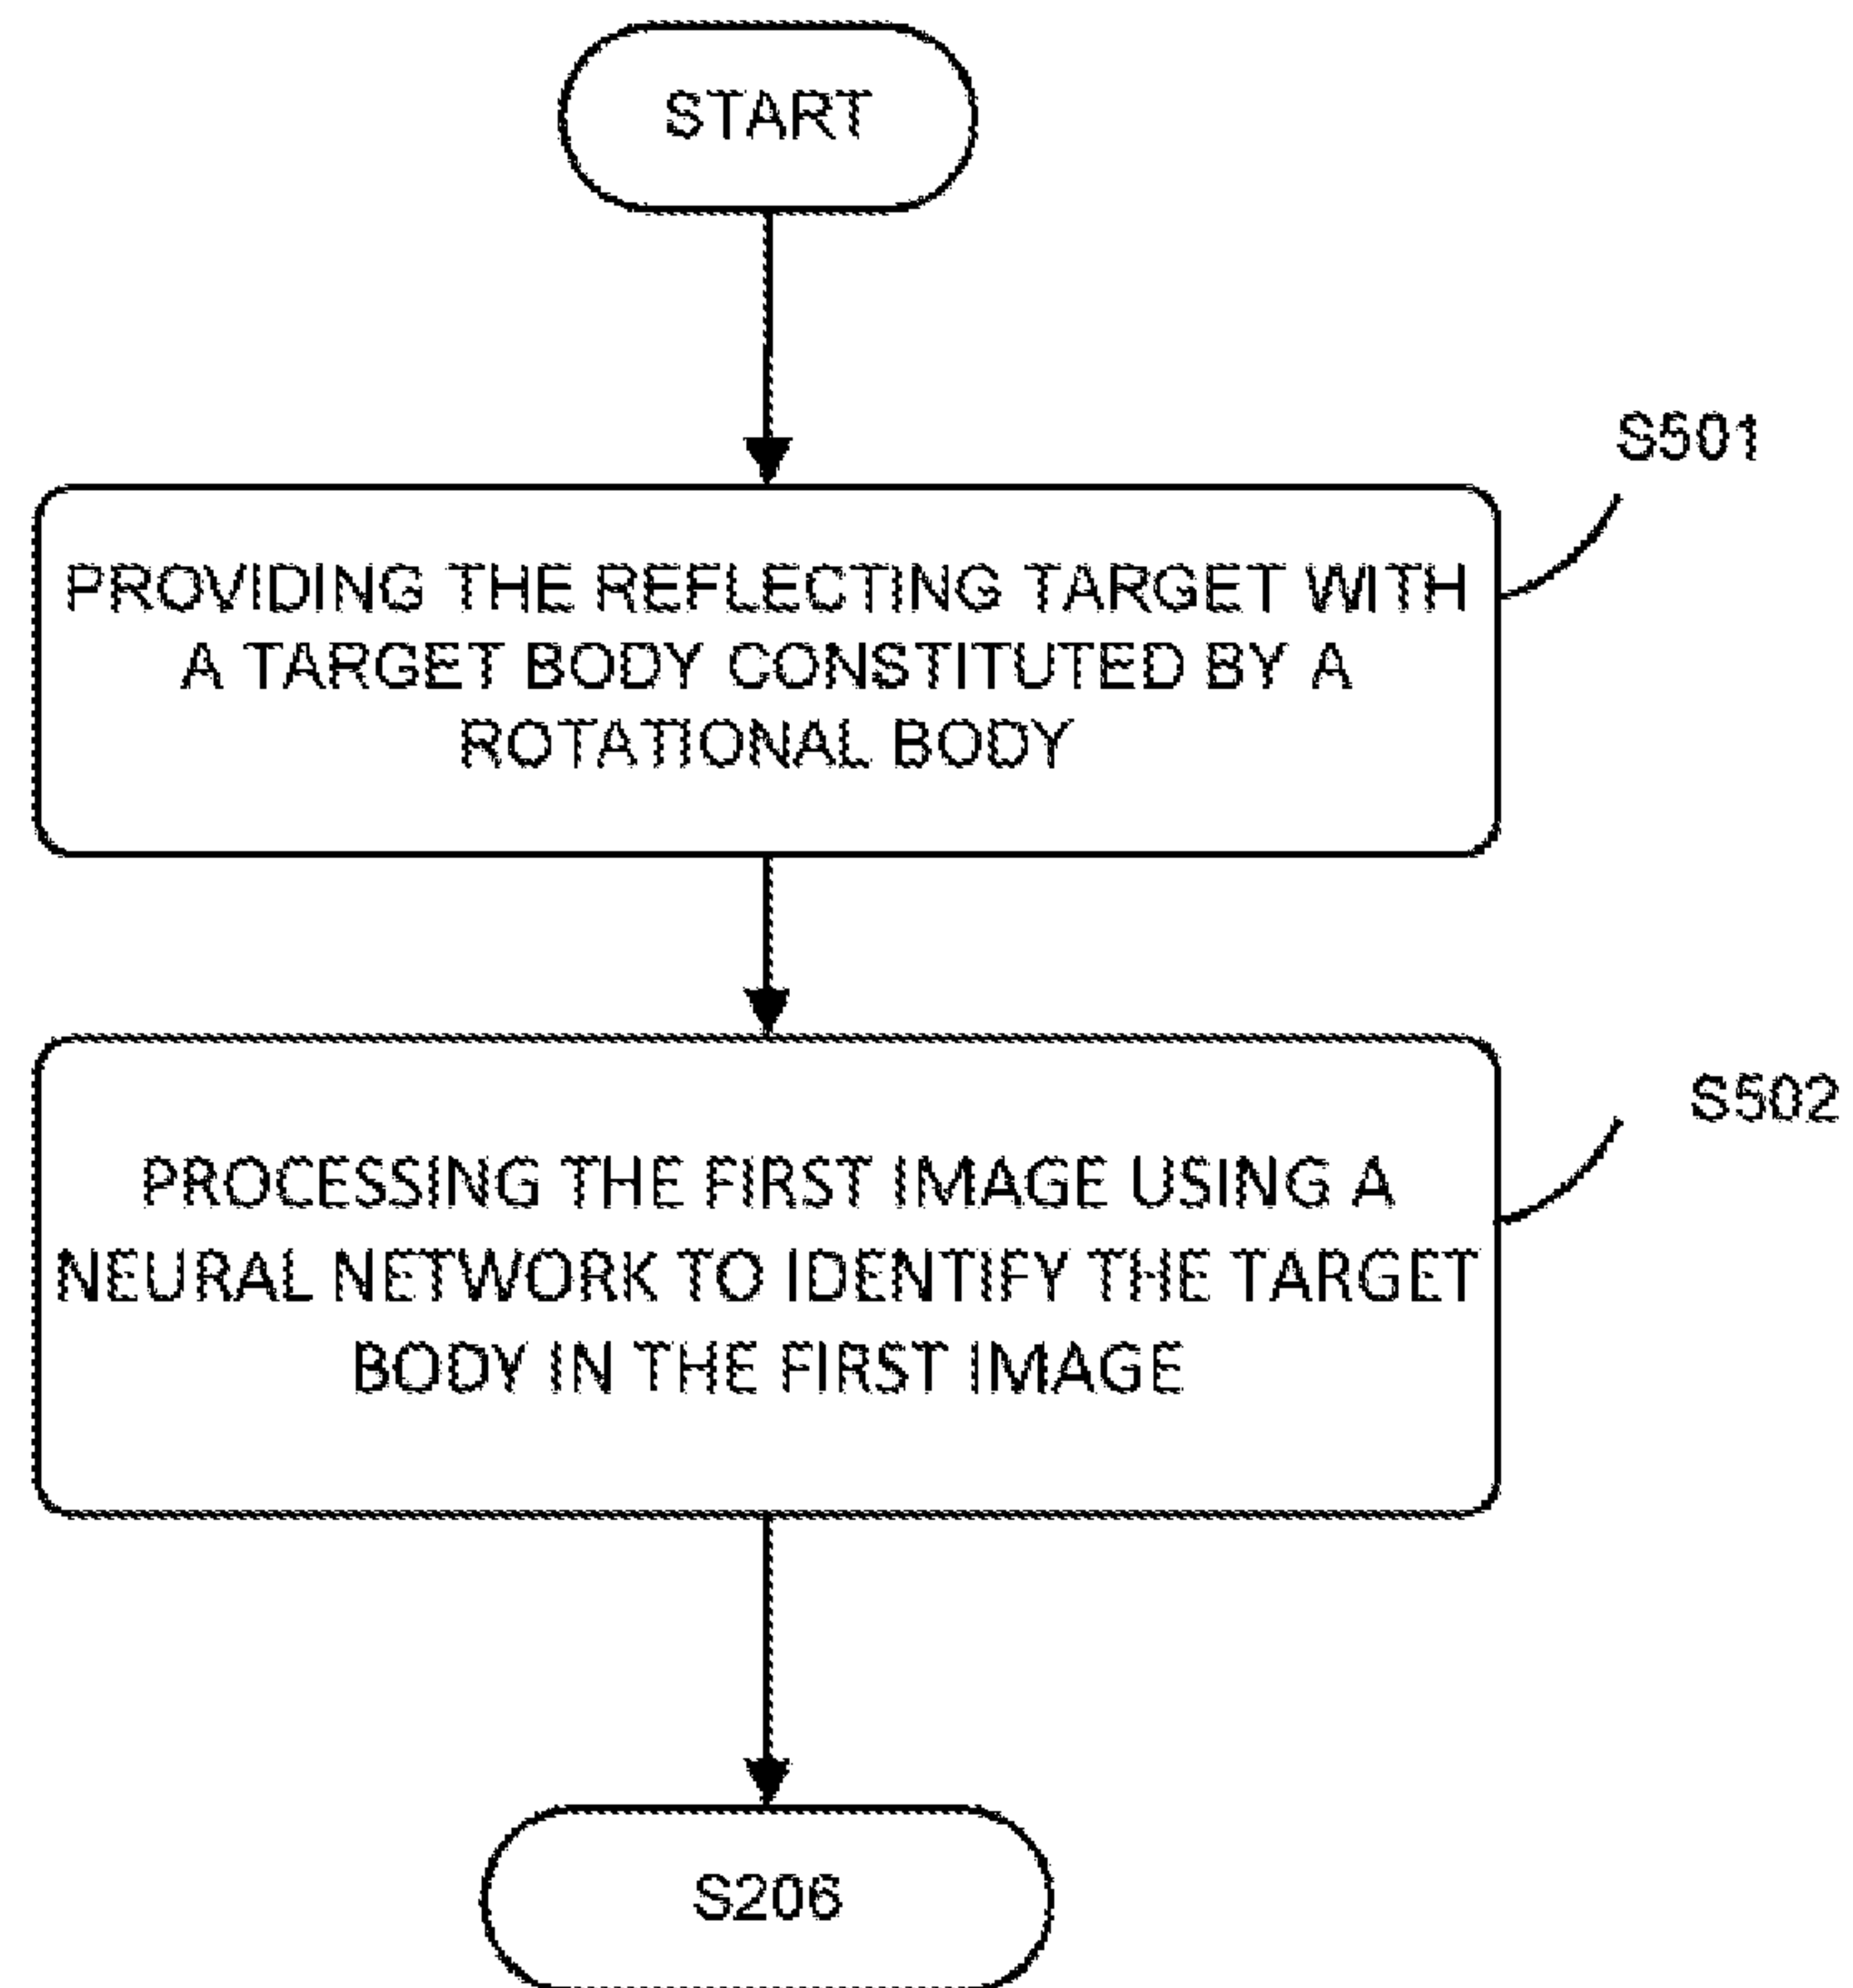 START
S501
PROVIDING THE REFLECTING TARGET WITH
A TARGET BODY CONSTITUTED BY A
ROTATIONAL BODY
S502
PROCESSING THE FIRST IMAGE USING A
NEURAL NETWORK TO IDENTIFY THE TARGET
BODY IN THE FIRST IMAGE
S206